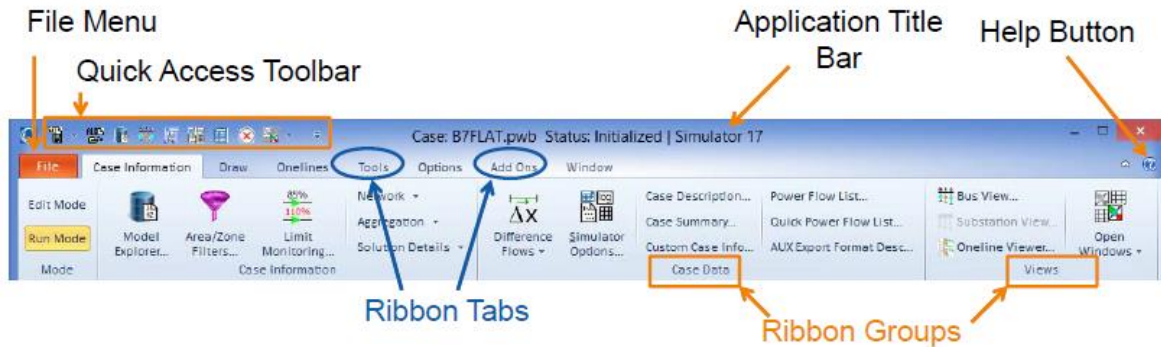 File Menu
Quick Access Toolbar
Application Title
Bar
Help Button
Case: B7FLAT.pwb Status: Initialized | Simulator 17
File Case Information Draw Onelines Tools Options Add Ons Window
Edit Mode
Run Mode
Mode
Model
Explorer...
Area/Zone
Filters...
85%
110%
Limit
Monitoring...
Network
Aggregation
Solution Details
Case Information
ΔX
Difference
Flows
Simulator
Options...
Case Description...
Case Summary...
Custom Case Info...
Power Flow List...
Quick Power Flow List...
AUX Export Format Desc...
Case Data
Bus View...
Substation View...
Oneline Viewer...
Open
Windows
Views
Ribbon Tabs
Ribbon Groups